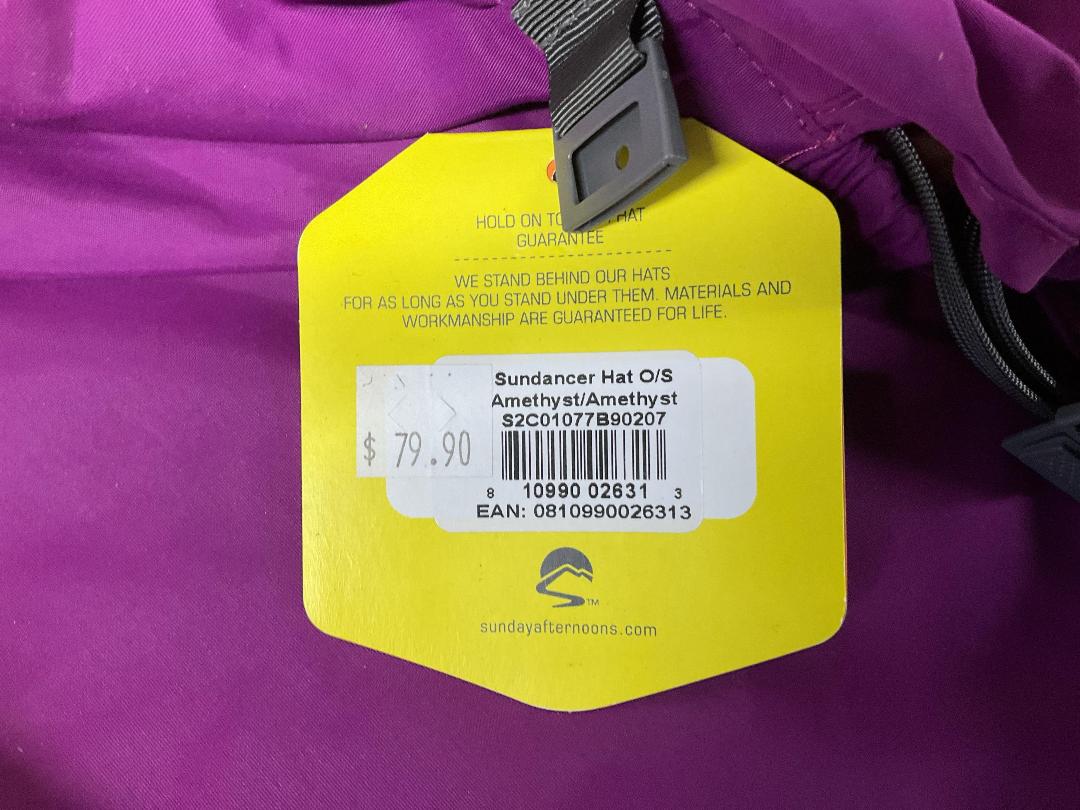 HOLD ON TO HAT
GUARANTEE
WE STAND BEHIND OUR HATS
FOR AS LONG AS YOU STAND UNDER THEM. MATERIALS AND
WORKMANSHIP ARE GUARANTEED FOR LIFE.
Sundancer Hat O/S
Amethyst/Amethyst
S2C01077B90207
$ 79.90
8 10990 02631 3
EAN: 0810990026313
TM
sundayafternoons.com